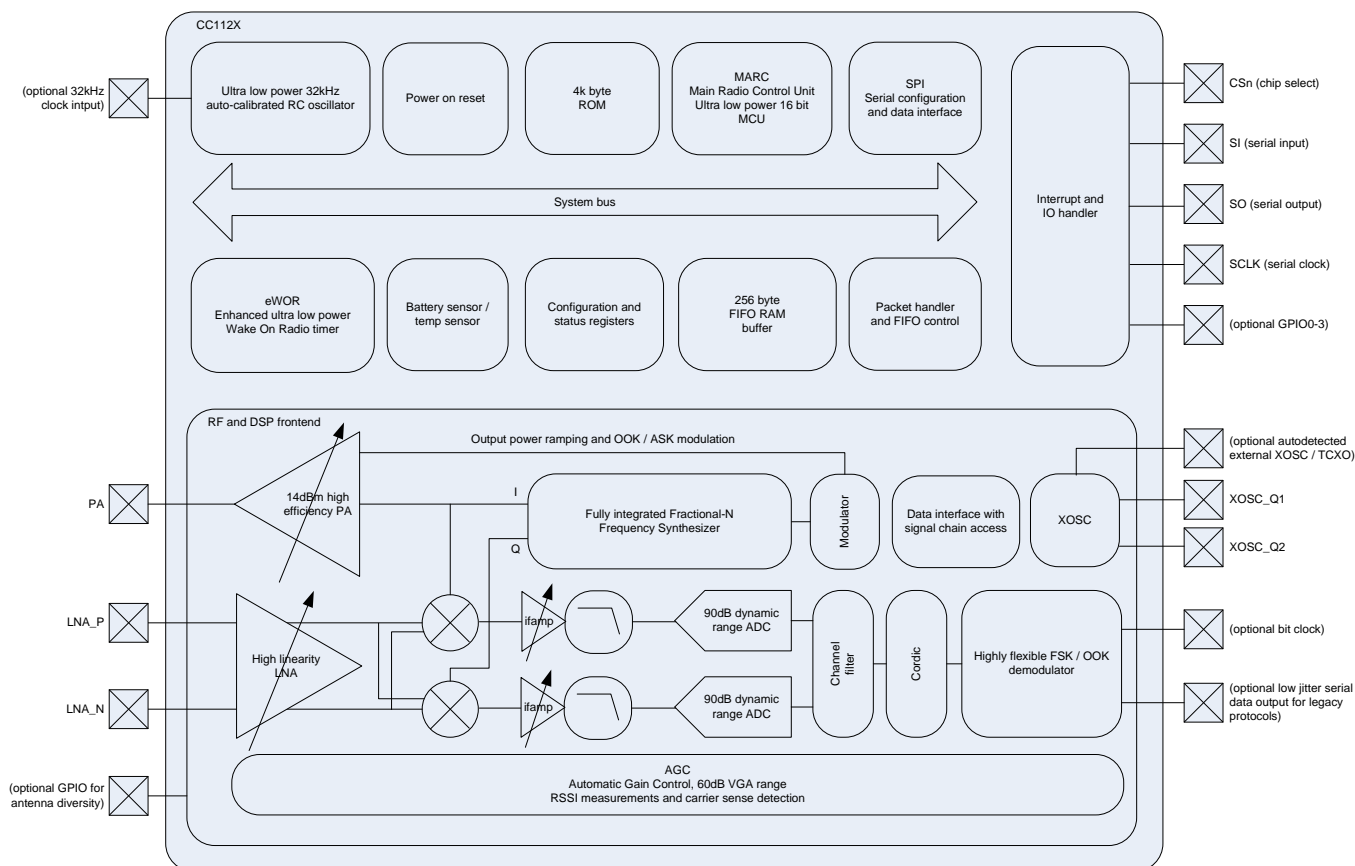 CC112X
(optional 32kHz
clock intput)
Ultra low power 32kHz
auto-calibrated RC oscillator
Power on reset
4k byte
ROM
MARC
Main Radio Control Unit
Ultra low power 16 bit
MCU
SPI
Serial configuration
and data interface
CSn (chip select)
SI (serial input)
SO (serial output)
SCLK (serial clock)
(optional GPIO0-3)
Interrupt and
IO handler
System bus
eWOR
Enhanced ultra low power
Wake On Radio timer
Battery sensor /
temp sensor
Configuration and
status registers
256 byte
FIFO RAM
buffer
Packet handler
and FIFO control
RF and DSP frontend
Output power ramping and OOK / ASK modulation
(optional autodetected
external XOSC / TCXO)
PA
14dBm high
efficiency PA
I
Q
Fully integrated Fractional-N
Frequency Synthesizer
Modulator
Data interface with
signal chain access
XOSC
XOSC_Q1
XOSC_Q2
LNA_P
LNA_N
High linearity
LNA
ifamp
90dB dynamic
range ADC
ifamp
90dB dynamic
range ADC
Channel
filter
Cordic
Highly flexible FSK / OOK
demodulator
(optional bit clock)
(optional low jitter serial
data output for legacy
protocols)
(optional GPIO for
antenna diversity)
AGC
Automatic Gain Control, 60dB VGA range
RSSI measurements and carrier sense detection